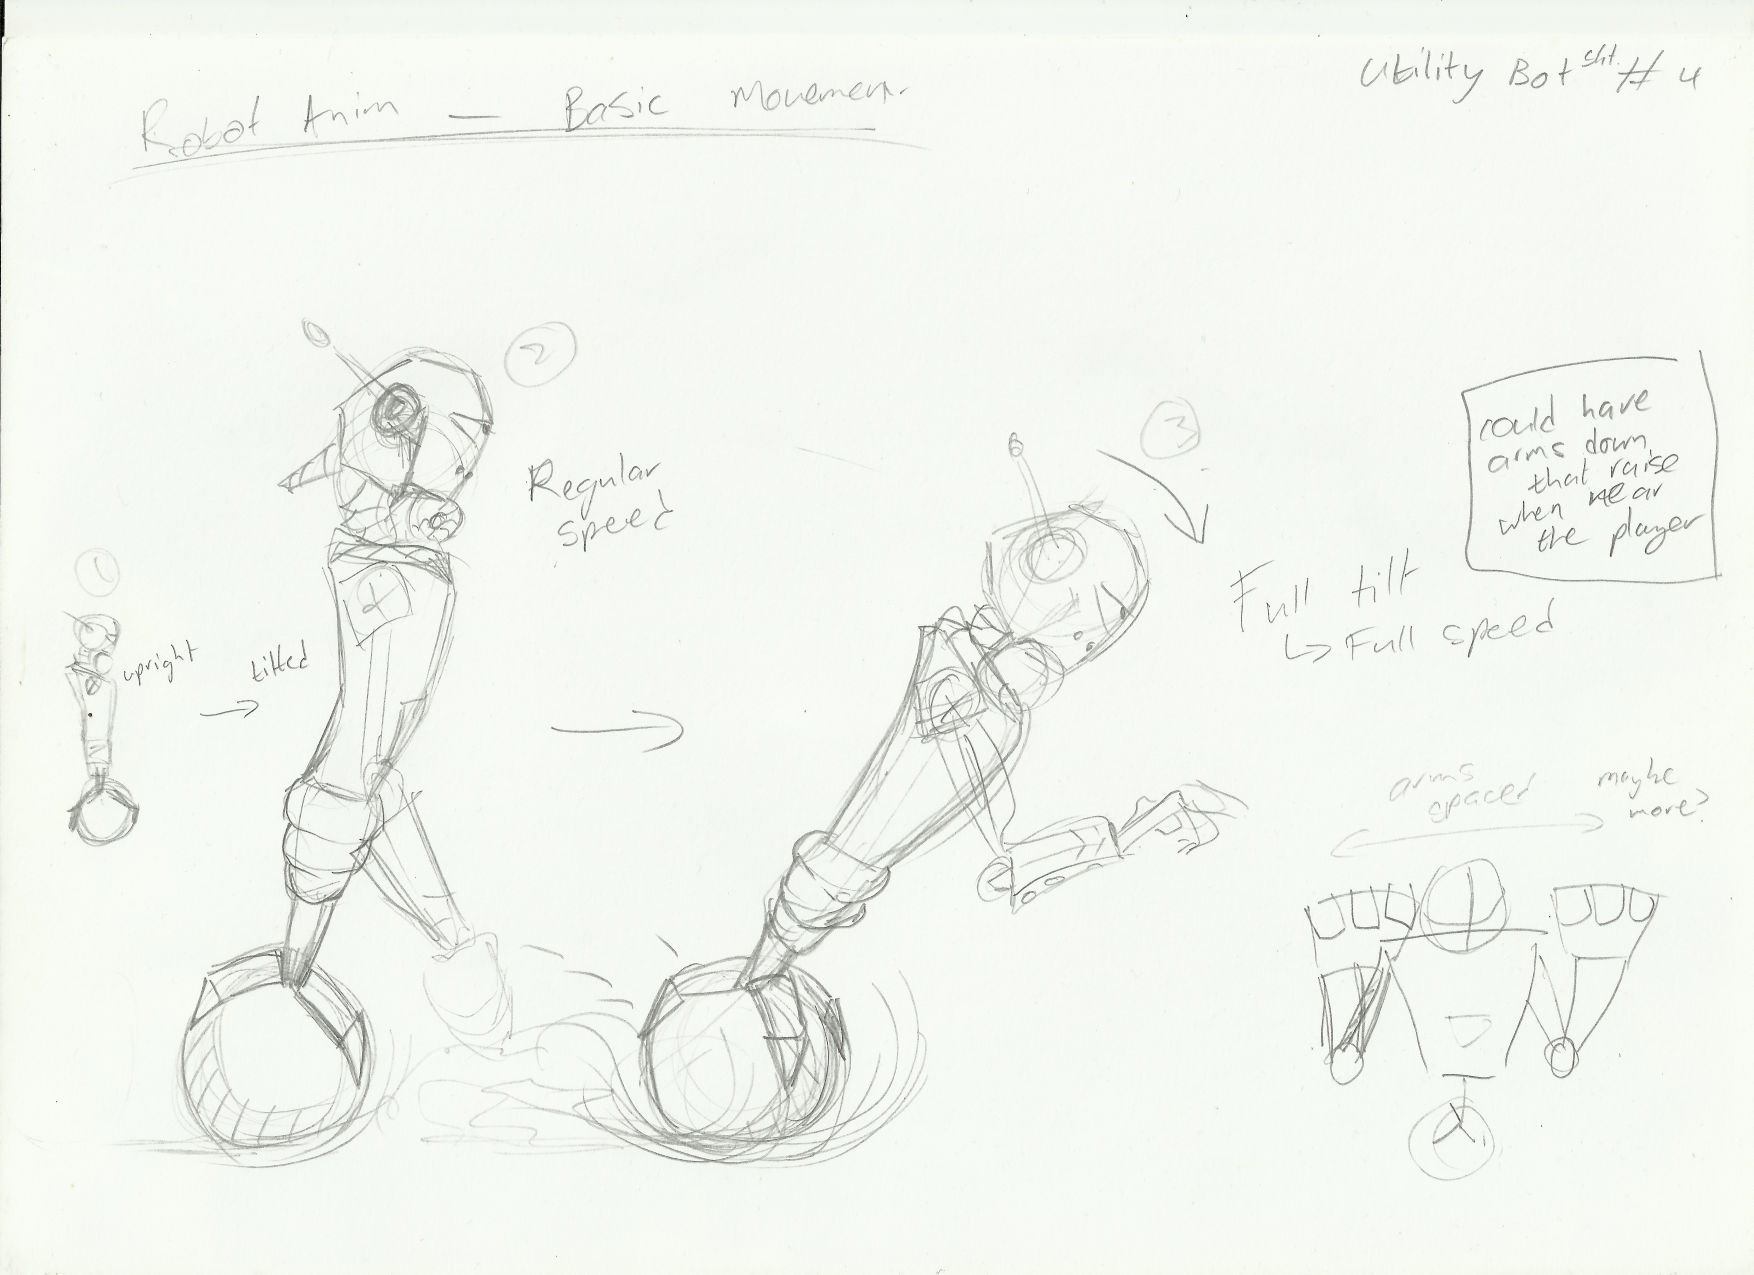 Robot Anim — Basic Movement.
Utility Bot sht. # 4
2
Regular
speed
1
upright
→ tilted
3
Full tilt
↳ Full speed
could have
arms down
that raise
when near
the player
arms
spaced
maybe
more?